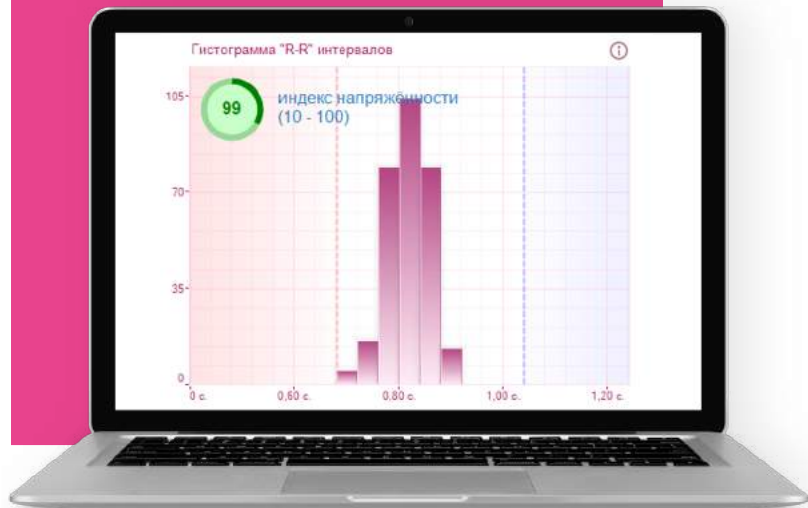 Гистограмма "R-R" интервалов
105
99
индекс напряжённости
(10 - 100)
70
35
0
0 с.
0,60 с.
0,80 с.
1,00 с.
1,20 с.